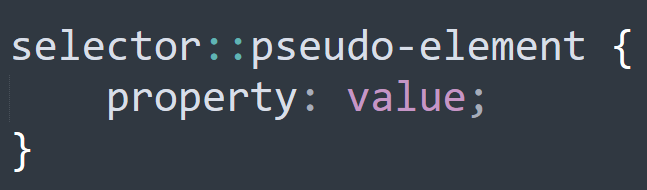 selector::pseudo-element {
    property: value;
}